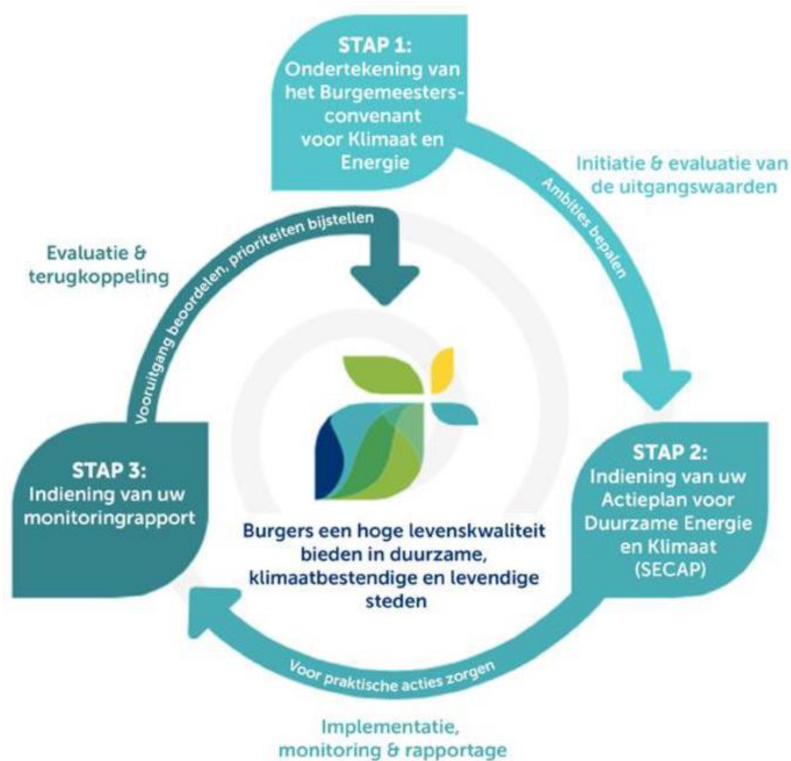 STAP 1:
Ondertekening van
het Burgemeesters-
convenant
voor Klimaat en
Energie
Initiatie & evaluatie van
de uitgangswaarden
Ambities bepalen
STAP 2:
Indiening van uw
Actieplan voor
Duurzame Energie
en Klimaat
(SECAP)
Voor praktische acties zorgen
Implementatie,
monitoring & rapportage
STAP 3:
Indiening van uw
monitoringrapport
Evaluatie &
terugkoppeling
Vooruitgang beoordelen, prioriteiten bijstellen
Burgers een hoge levenskwaliteit
bieden in duurzame,
klimaatbestendige en levendige
steden